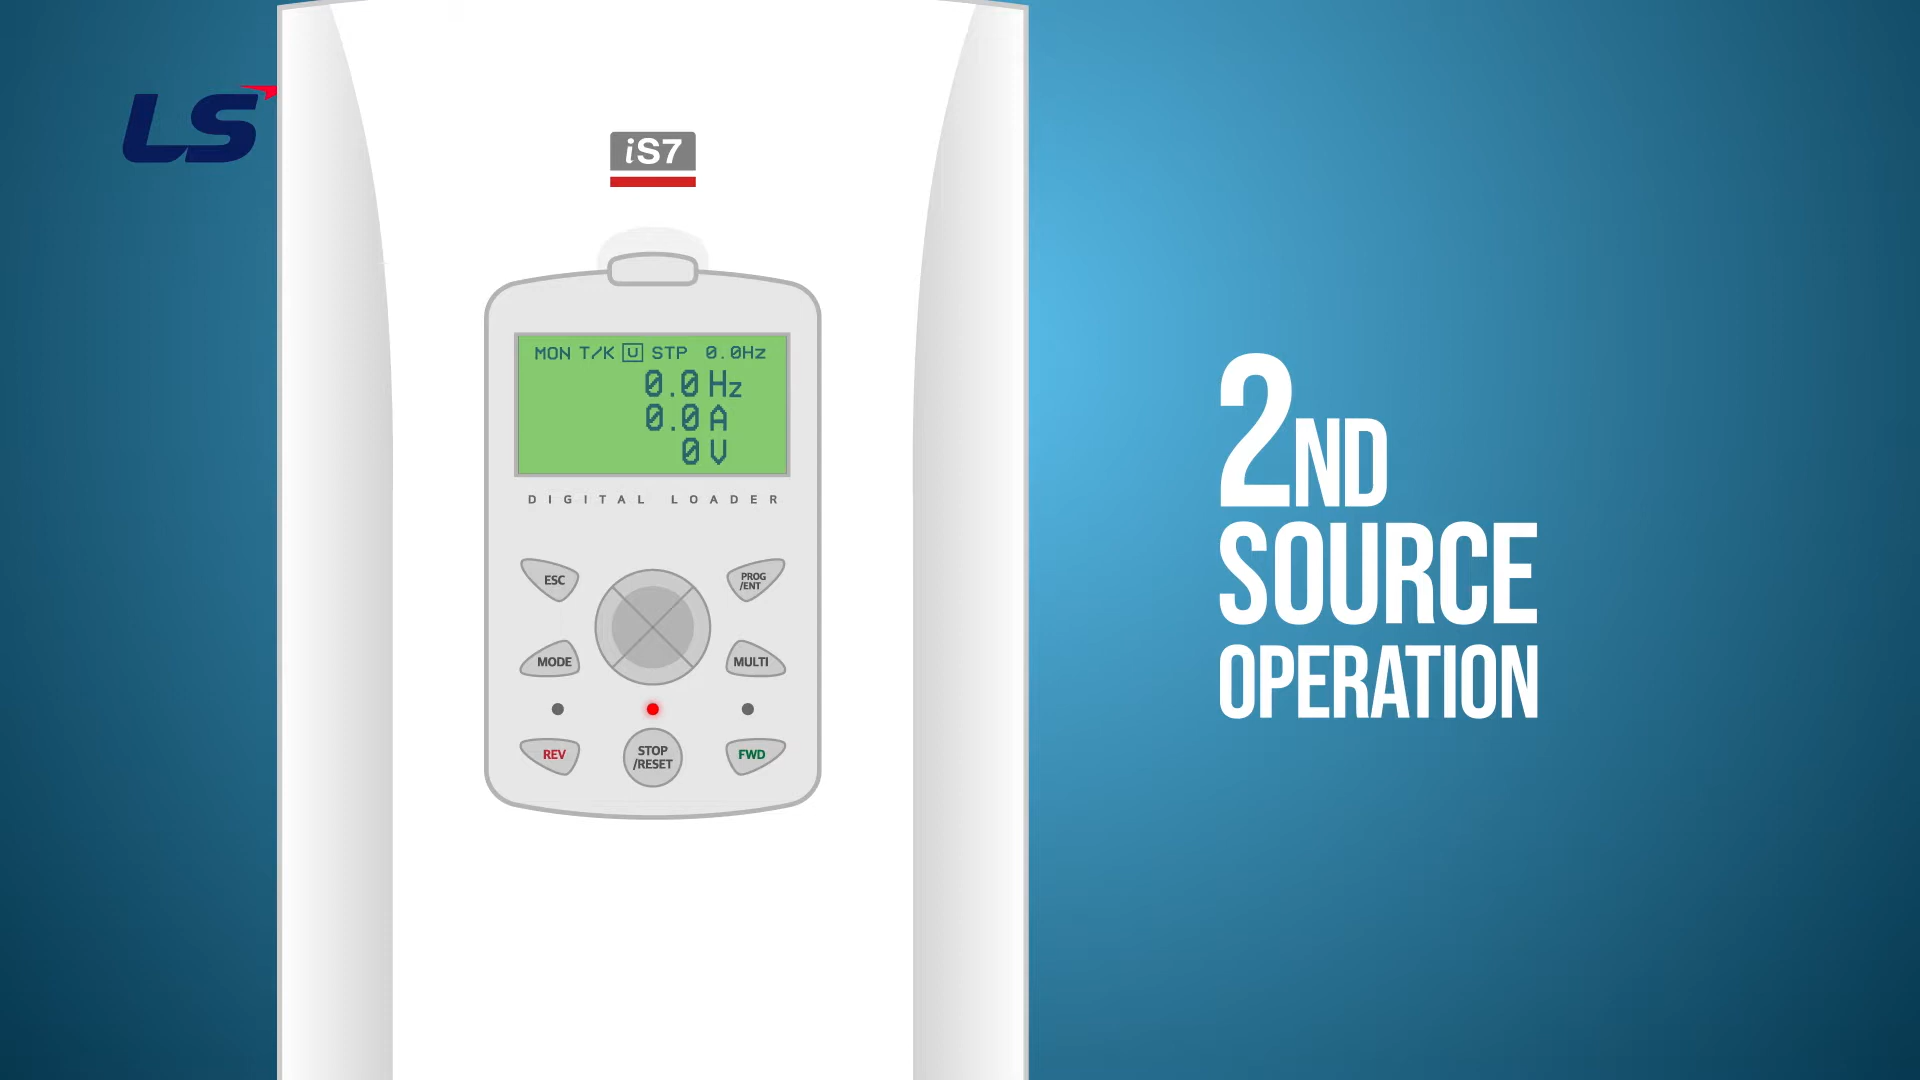 LS
iS7
MON T/K U STP 0.0Hz
0.0 Hz
0.0 A
0 V
DIGITAL LOADER
ESC
PROG
/ENT
MODE
MULTI
REV
STOP
/RESET
FWD
2ND
SOURCE
OPERATION